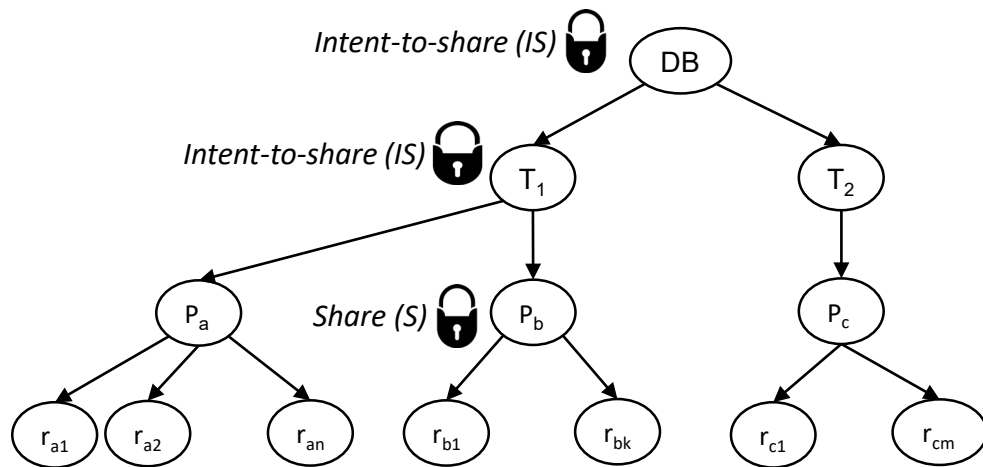 Intent-to-share (IS)
DB
Intent-to-share (IS)
T1
T2
Pa
Share (S)
Pb
Pc
ra1
ra2
ran
rb1
rbk
rc1
rcm